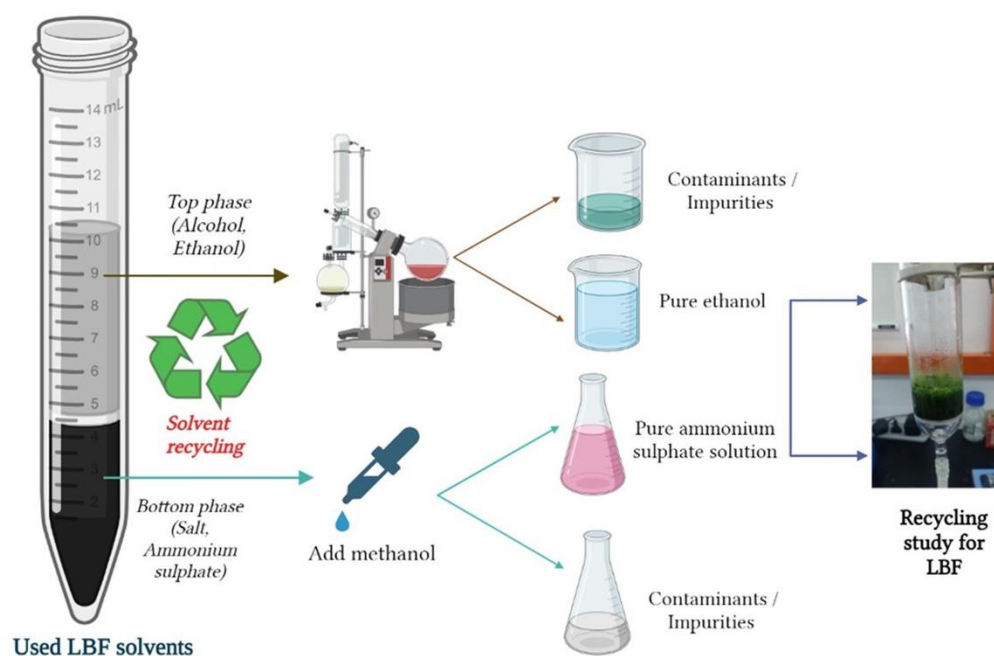 14 mL
13
12
11
10
9
8
7
6
5
4
3
2
Used LBF solvents
Top phase
(Alcohol,
Ethanol)
Solvent
recycling
Bottom phase
(Salt,
Ammonium
sulphate)
Add methanol
Contaminants /
Impurities
Pure ethanol
Pure ammonium
sulphate solution
Contaminants /
Impurities
Recycling
study for
LBF